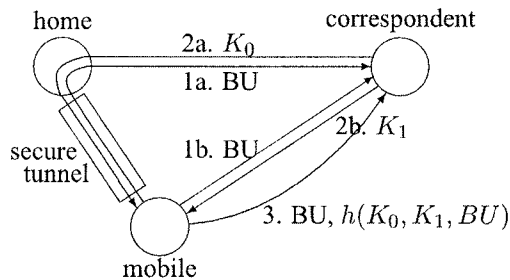 home
correspondent
2a. K₀
1a. BU
secure
tunnel
1b. BU
2b. K₁
3. BU, h(K₀, K₁, BU)
mobile